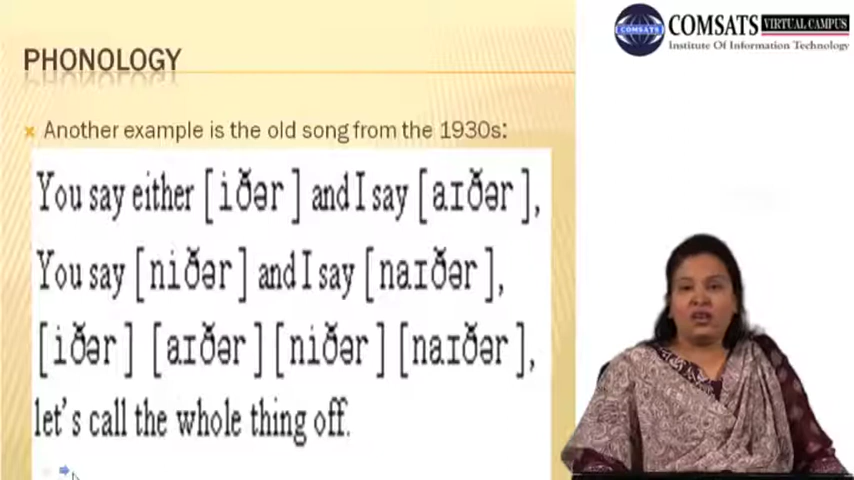 COMSATS
COMSATS VIRTUAL CAMPUS
Institute Of Information Technology
PHONOLOGY
Another example is the old song from the 1930s:
You say either [iðər] and I say [aɪðər],
You say [niðər] and I say [naɪðər],
[iðər] [aɪðər] [niðər] [naɪðər],
let's call the whole thing off.